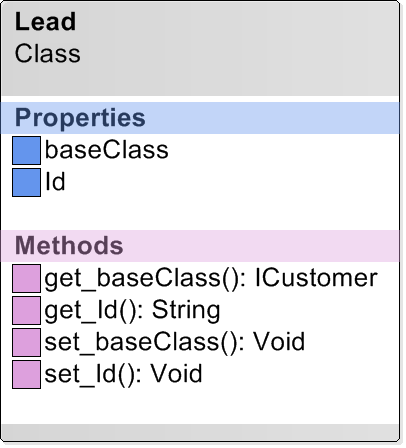 Lead
Class
Properties
baseClass
Id
Methods
get_baseClass(): ICustomer
get_Id(): String
set_baseClass(): Void
set_Id(): Void